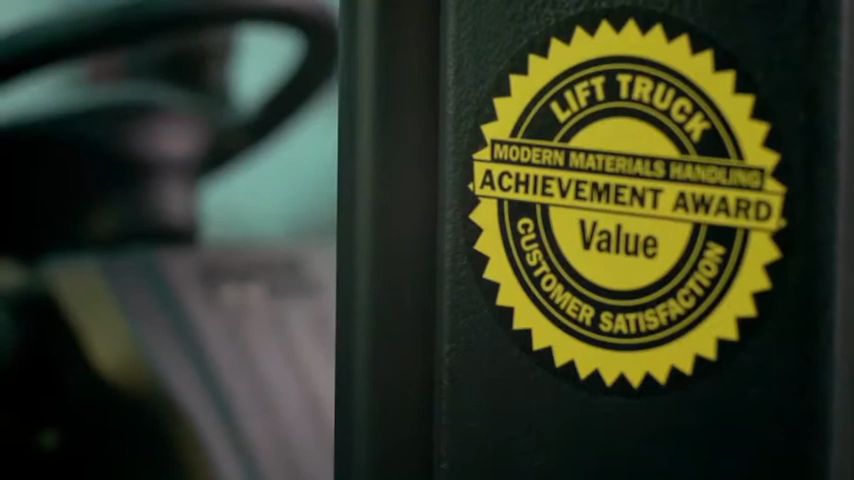 LIFT TRUCK
MODERN MATERIALS HANDLING
ACHIEVEMENT AWARD
Value
CUSTOMER SATISFACTION